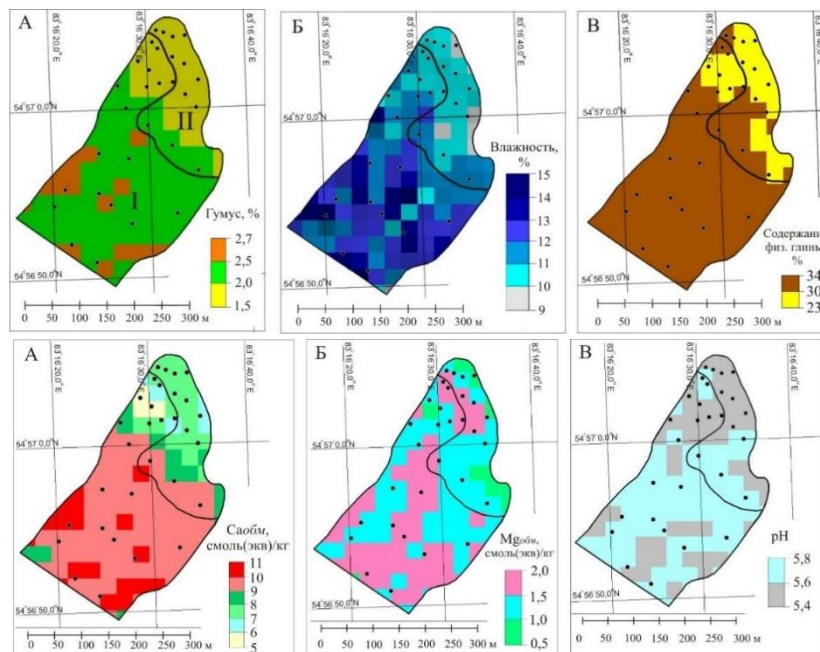 А
83°16'20,0"E
83°16'30,0"E
83°16'40,0"E
54°57'0,0"N
II
I
Гумус, %
2,7
2,5
2,0
1,5
54°56'50,0"N
0 50 100 150 200 250 300 м
Б
83°16'20,0"E
83°16'30,0"E
83°16'40,0"E
54°57'0,0"N
Влажность,
%
15
14
13
12
11
10
9
54°56'50,0"N
0 50 100 150 200 250 300 м
В
83°16'20,0"E
83°16'30,0"E
83°16'40,0"E
54°57'0,0"N
Содержани
физ. глины
%
34
30
23
54°56'50,0"N
0 50 100 150 200 250 300 м
А
83°16'20,0"E
83°16'30,0"E
83°16'40,0"E
54°57'0,0"N
Caобм,
смоль(экв)/кг
11
10
9
8
7
6
5
54°56'50,0"N
0 50 100 150 200 250 300 м
Б
83°16'20,0"E
83°16'30,0"E
83°16'40,0"E
54°57'0,0"N
Mgобм,
смоль(экв)/кг
2,0
1,5
1,0
0,5
54°56'50,0"N
0 50 100 150 200 250 300 м
В
83°16'20,0"E
83°16'30,0"E
83°16'40,0"E
54°57'0,0"N
pH
5,8
5,6
5,4
54°56'50,0"N
0 50 100 150 200 250 300 м